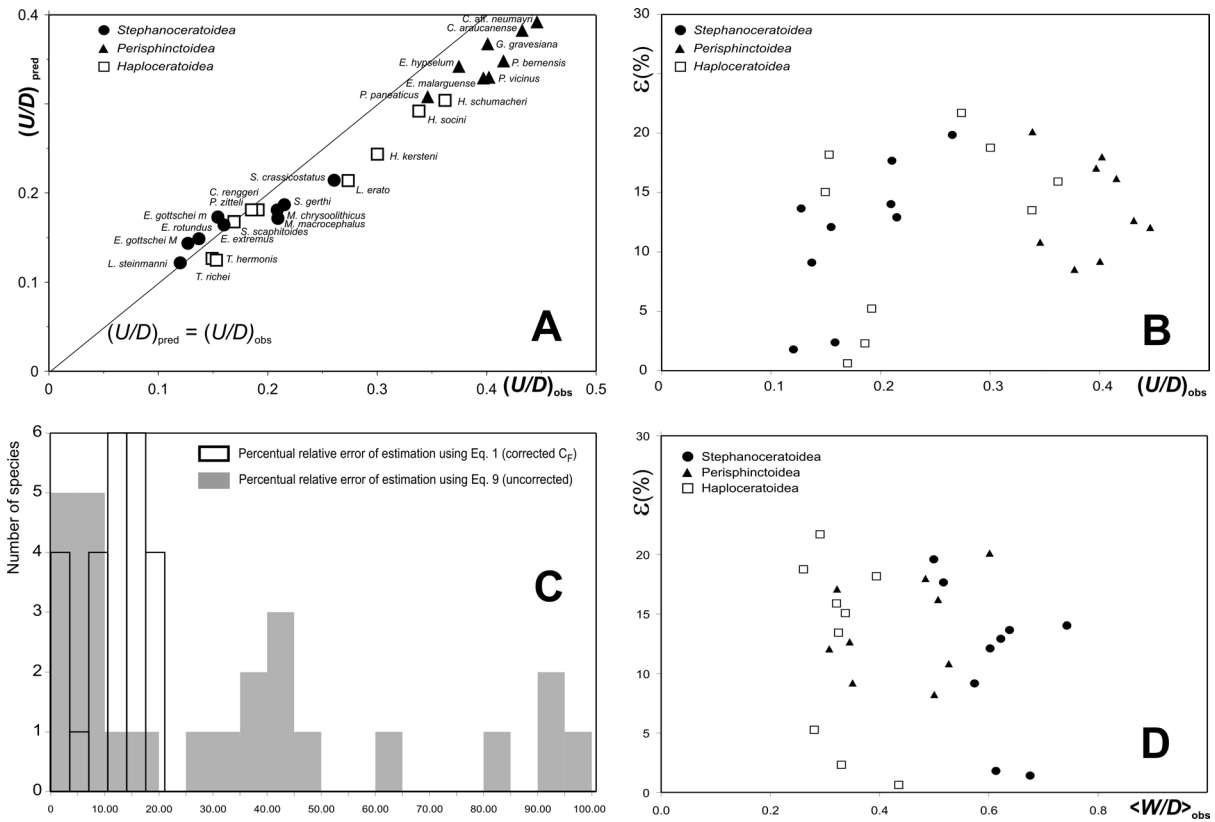 0.4
(U/D)pred
0.2
0.1
0
Stephanoceratoidea
Perisphinctoidea
Haploceratoidea
C. aff. neumayri
C. araucanense
G. gravesiana
E. hypselum
P. bernensis
E. malarguense
P. vicinus
P. paneaticus
H. schumacheri
H. socini
H. kersteni
S. crassicostatus
L. erato
C. renggeri
P. zitteli
S. gerthi
E. gottschei m
M. chrysoolithicus
E. rotundus
M. macrocephalus
S. scaphitoides
E. gottschei M
E. extremus
L. steinmanni
T. hermonis
T. richei
(U/D)pred = (U/D)obs
A
0 0.1 0.2 0.3 0.4 (U/D)obs 0.5
30
ε(%)
20
15
10
5
0
Stephanoceratoidea
Perisphinctoidea
Haploceratoidea
B
0 0.1 0.2 0.3 0.4 (U/D)obs
Number of species
6
5
4
3
2
1
0
Percentual relative error of estimation using Eq. 1 (corrected CF)
Percentual relative error of estimation using Eq. 9 (uncorrected)
C
0 10.00 20.00 30.00 40.00 50.00 60.00 70.00 80.00 90.00 100.00
30
ε(%)
20
15
10
5
0
Stephanoceratoidea
Perisphinctoidea
Haploceratoidea
D
0 0.2 0.4 0.6 0.8 <W/D>obs